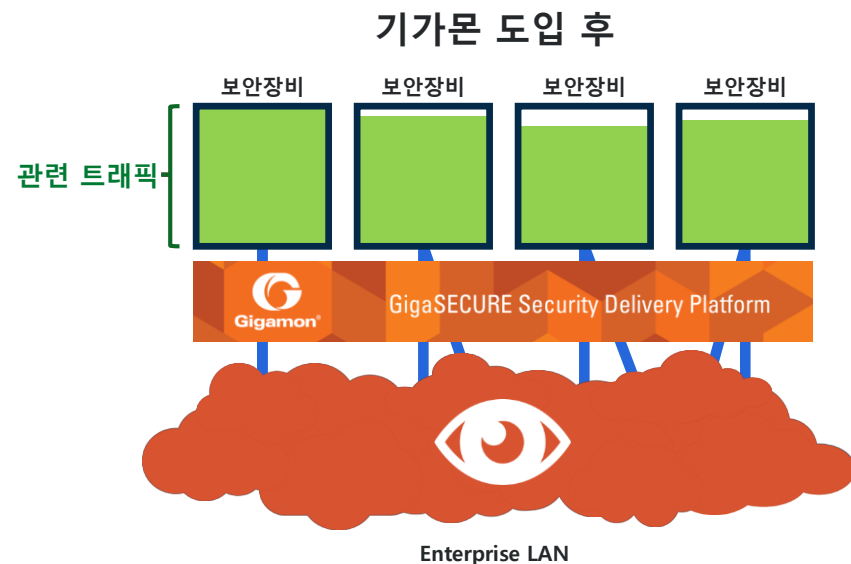 기가몬 도입 후
보안장비 보안장비 보안장비 보안장비
관련 트래픽
Gigamon®
GigaSECURE Security Delivery Platform
Enterprise LAN